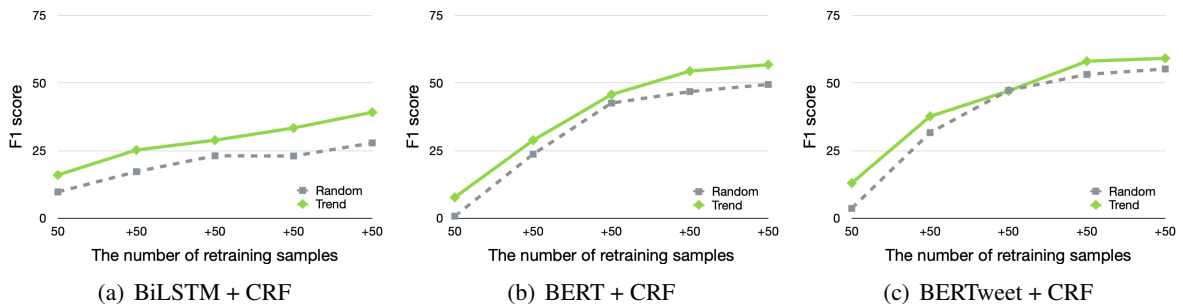 75
50
25
0
F1 score
Random
Trend
50 +50 +50 +50 +50
The number of retraining samples
(a) BiLSTM + CRF
75
50
25
0
F1 score
Random
Trend
50 +50 +50 +50 +50
The number of retraining samples
(b) BERT + CRF
75
50
25
0
F1 score
Random
Trend
50 +50 +50 +50 +50
The number of retraining samples
(c) BERTweet + CRF